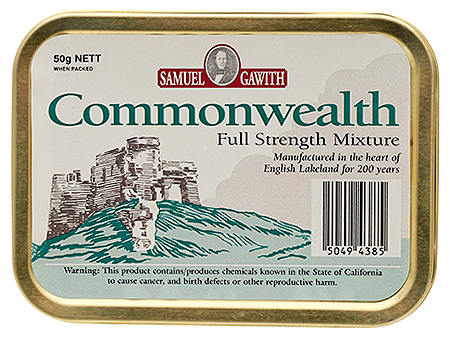 50g NETT
WHEN PACKED
SAMUEL GAWITH
Commonwealth
Full Strength Mixture
Manufactured in the heart of
English Lakeland for 200 years
5049 4385
Warning: This product contains/produces chemicals known in the State of California
to cause cancer, and birth defects or other reproductive harm.